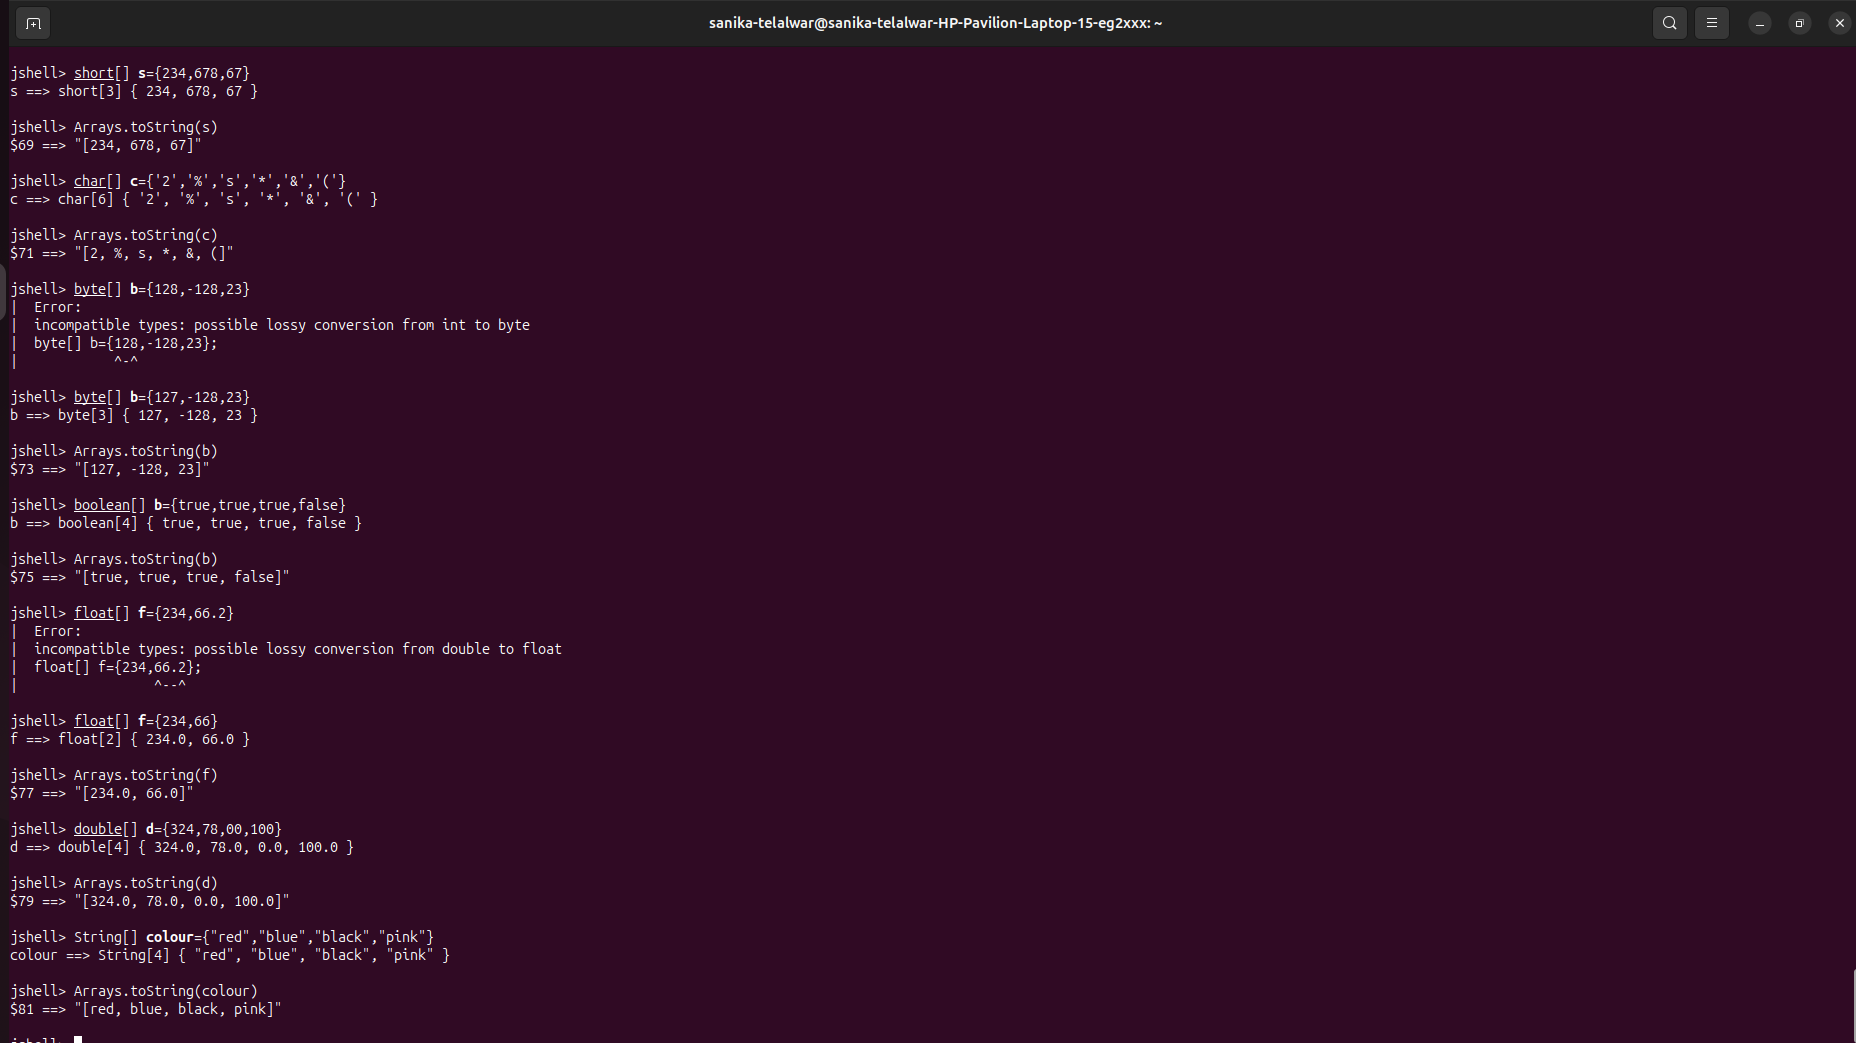 sanika-telalwar@sanika-telalwar-HP-Pavilion-Laptop-15-eg2xxx: ~
jshell> short[] s={234,678,67}
s ==> short[3] { 234, 678, 67 }
jshell> Arrays.toString(s)
$69 ==> "[234, 678, 67]"
jshell> char[] c={'2','%','s','*','&','('}
c ==> char[6] { '2', '%', 's', '*', '&', '(' }
jshell> Arrays.toString(c)
$71 ==> "[2, %, s, *, &, (]"
jshell> byte[] b={128,-128,23}
|  Error:
|  incompatible types: possible lossy conversion from int to byte
|  byte[] b={128,-128,23};
|            ^-^
jshell> byte[] b={127,-128,23}
b ==> byte[3] { 127, -128, 23 }
jshell> Arrays.toString(b)
$73 ==> "[127, -128, 23]"
jshell> boolean[] b={true,true,true,false}
b ==> boolean[4] { true, true, true, false }
jshell> Arrays.toString(b)
$75 ==> "[true, true, true, false]"
jshell> float[] f={234,66.2}
|  Error:
|  incompatible types: possible lossy conversion from double to float
|  float[] f={234,66.2};
|                 ^--^
jshell> float[] f={234,66}
f ==> float[2] { 234.0, 66.0 }
jshell> Arrays.toString(f)
$77 ==> "[234.0, 66.0]"
jshell> double[] d={324,78,00,100}
d ==> double[4] { 324.0, 78.0, 0.0, 100.0 }
jshell> Arrays.toString(d)
$79 ==> "[324.0, 78.0, 0.0, 100.0]"
jshell> String[] colour={"red","blue","black","pink"}
colour ==> String[4] { "red", "blue", "black", "pink" }
jshell> Arrays.toString(colour)
$81 ==> "[red, blue, black, pink]"
jshell>